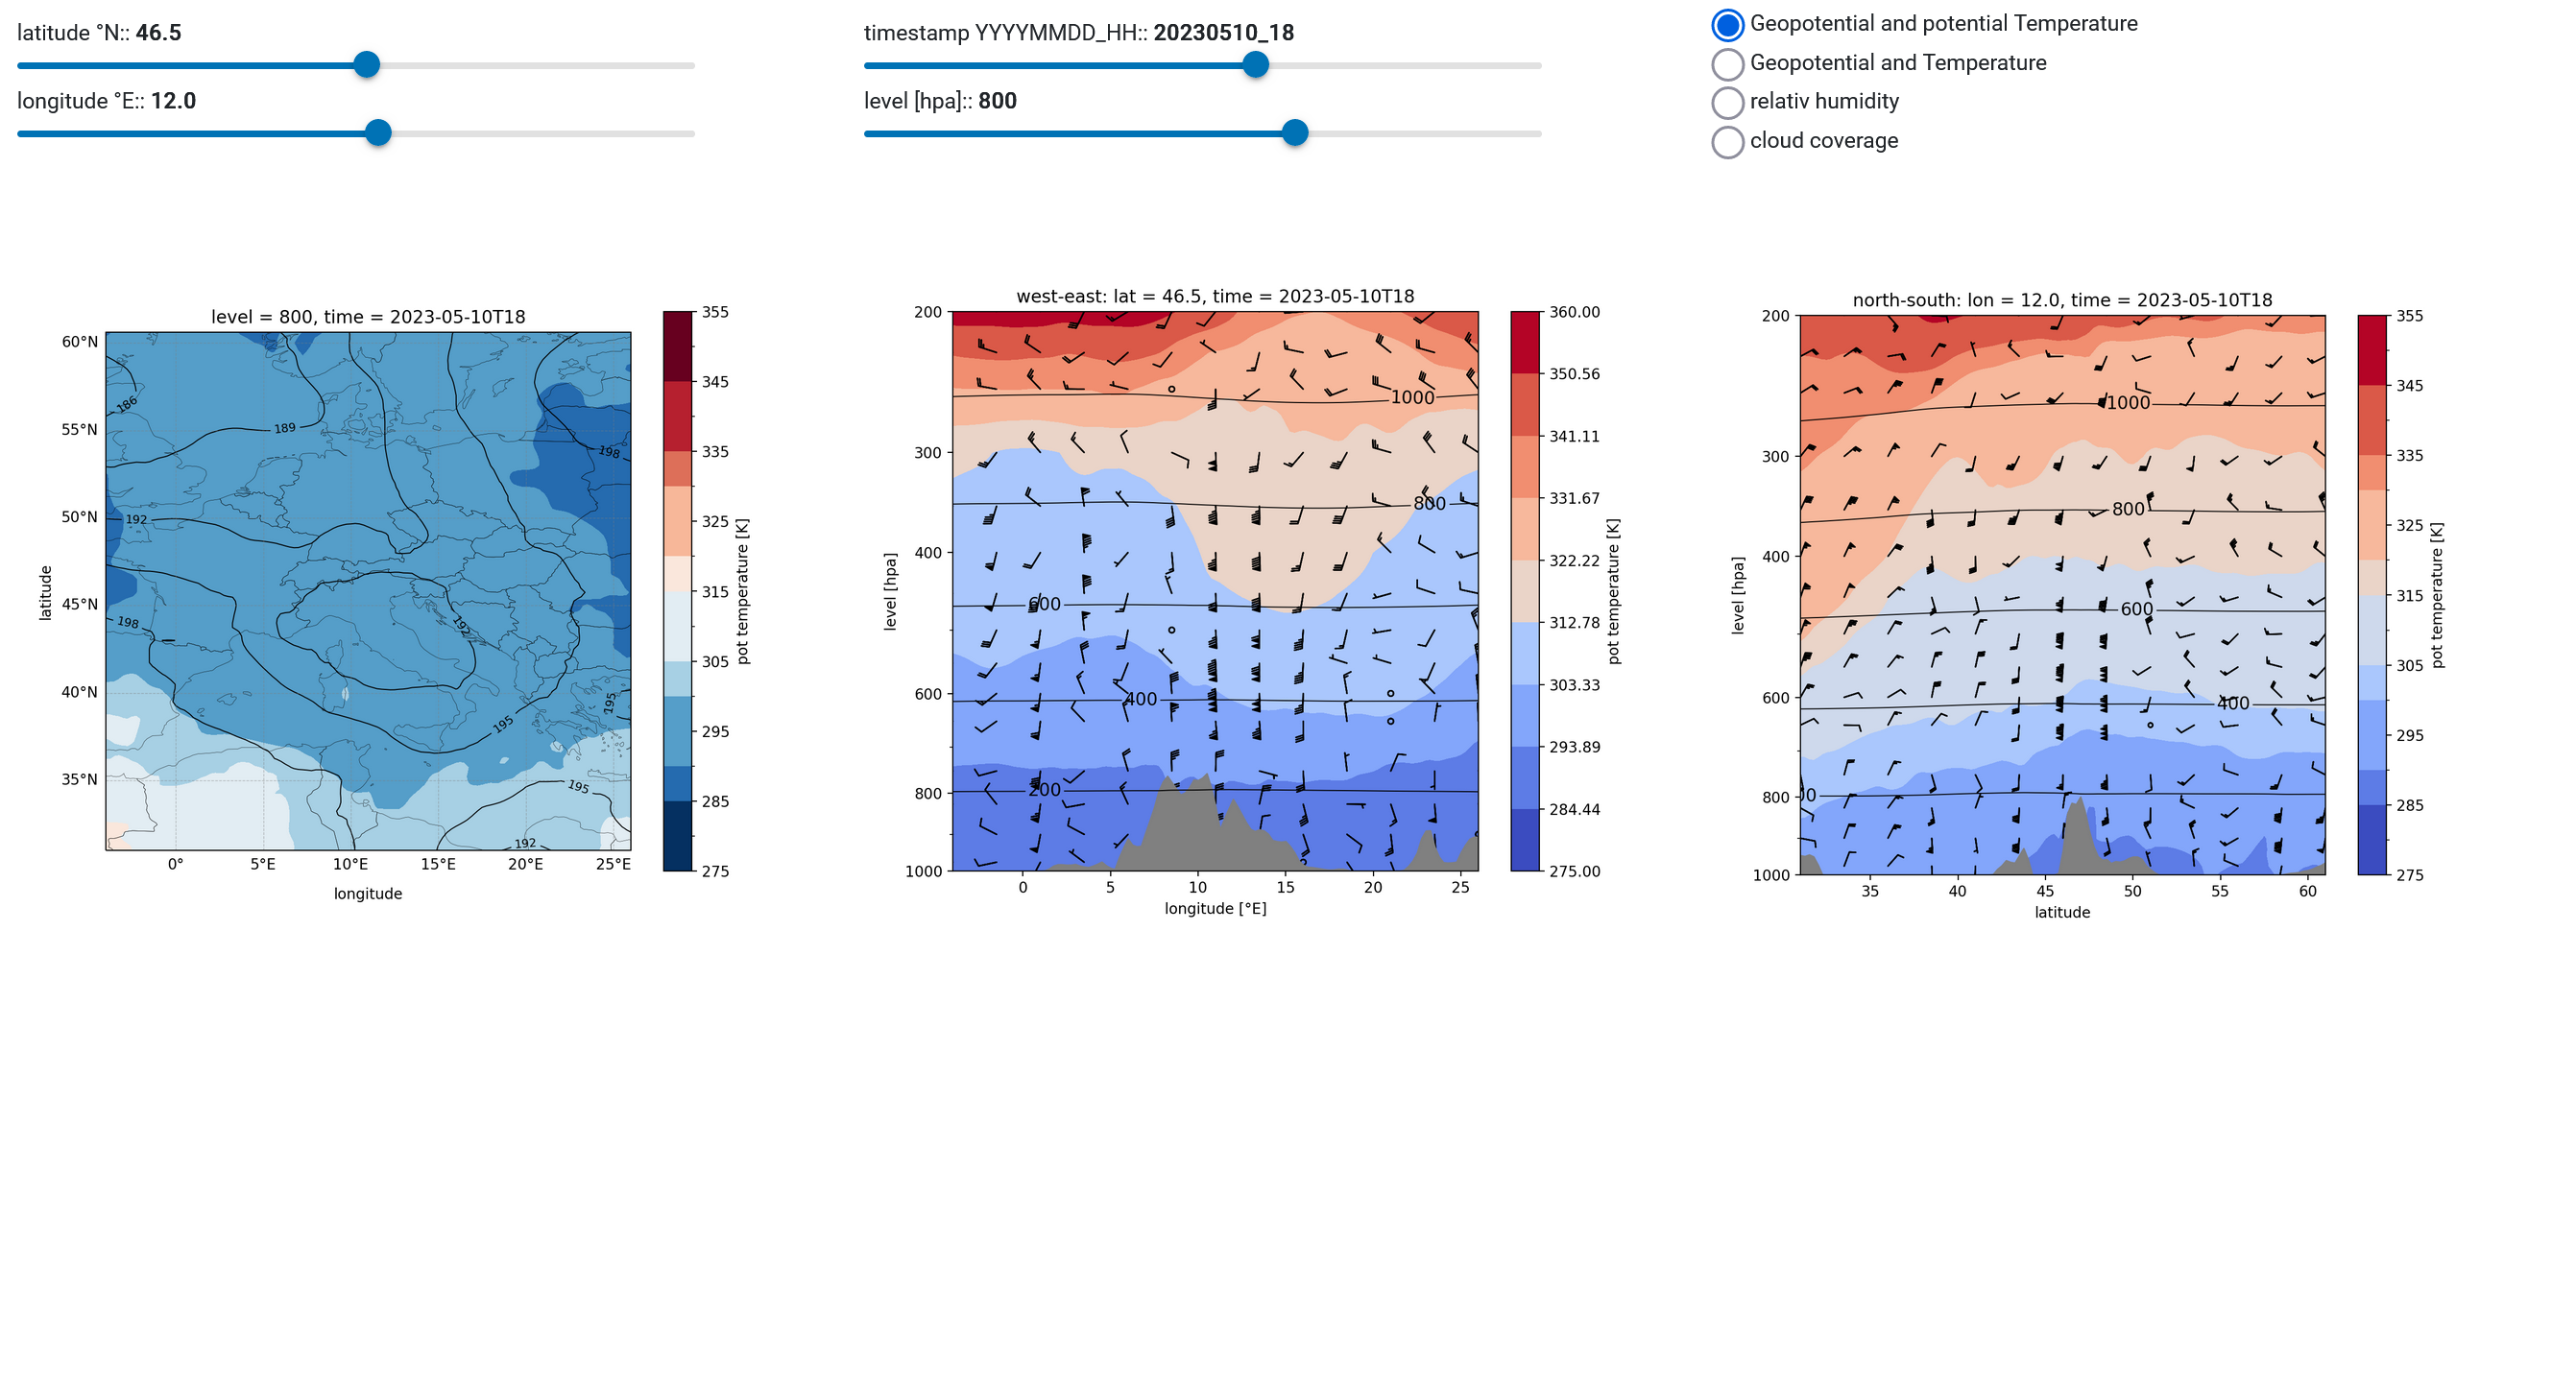 latitude °N:: 46.5
longitude °E:: 12.0
timestamp YYYYMMDD_HH:: 20230510_18
level [hpa]:: 800
Geopotential and potential Temperature
Geopotential and Temperature
relativ humidity
cloud coverage
level = 800, time = 2023-05-10T18
60°N
55°N
50°N
45°N
40°N
35°N
latitude
186
189
198
192
198
192
195
195
195
192
0°
5°E
10°E
15°E
20°E
25°E
longitude
355
345
335
325
315
305
295
285
275
pot temperature [K]
west-east: lat = 46.5, time = 2023-05-10T18
200
300
400
600
800
1000
level [hpa]
1000
800
600
400
200
0
5
10
15
20
25
longitude [°E]
360.00
350.56
341.11
331.67
322.22
312.78
303.33
293.89
284.44
275.00
pot temperature [K]
north-south: lon = 12.0, time = 2023-05-10T18
200
300
400
600
800
1000
level [hpa]
1000
800
600
400
35
40
45
50
55
60
latitude
355
345
335
325
315
305
295
285
275
pot temperature [K]